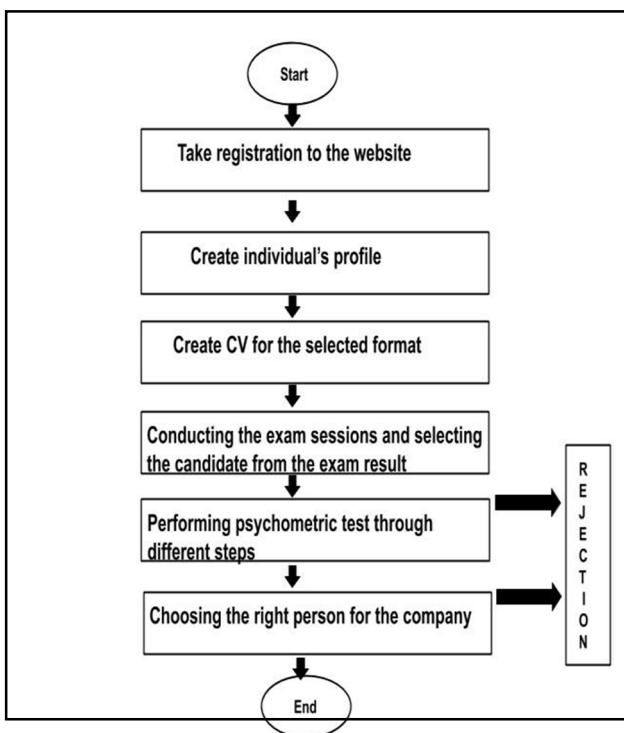 Start
Take registration to the website
Create individual's profile
Create CV for the selected format
Conducting the exam sessions and selecting
the candidate from the exam result
Performing psychometric test through
different steps
Choosing the right person for the company
End
REJECTION